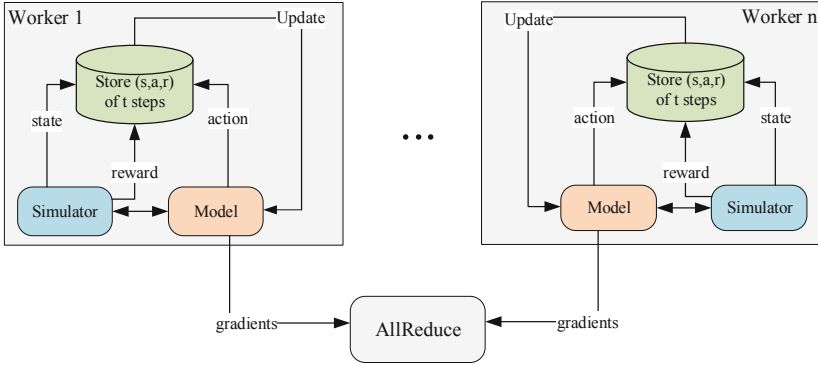 Worker 1
Update
Store (s,a,r)
of t steps
state
action
reward
Simulator
Model
...
Worker n
Update
Store (s,a,r)
of t steps
action
state
reward
Model
Simulator
gradients
AllReduce
gradients